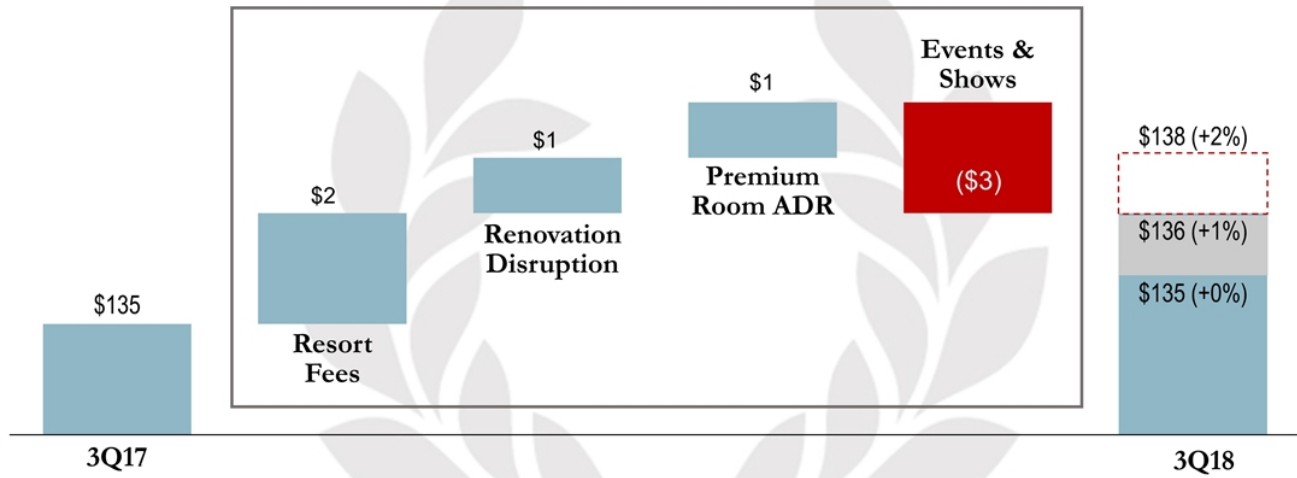 $135
3Q17
$2
Resort
Fees
$1
Renovation
Disruption
$1
Premium
Room ADR
Events &
Shows
($3)
$138 (+2%)
$136 (+1%)
$135 (+0%)
3Q18